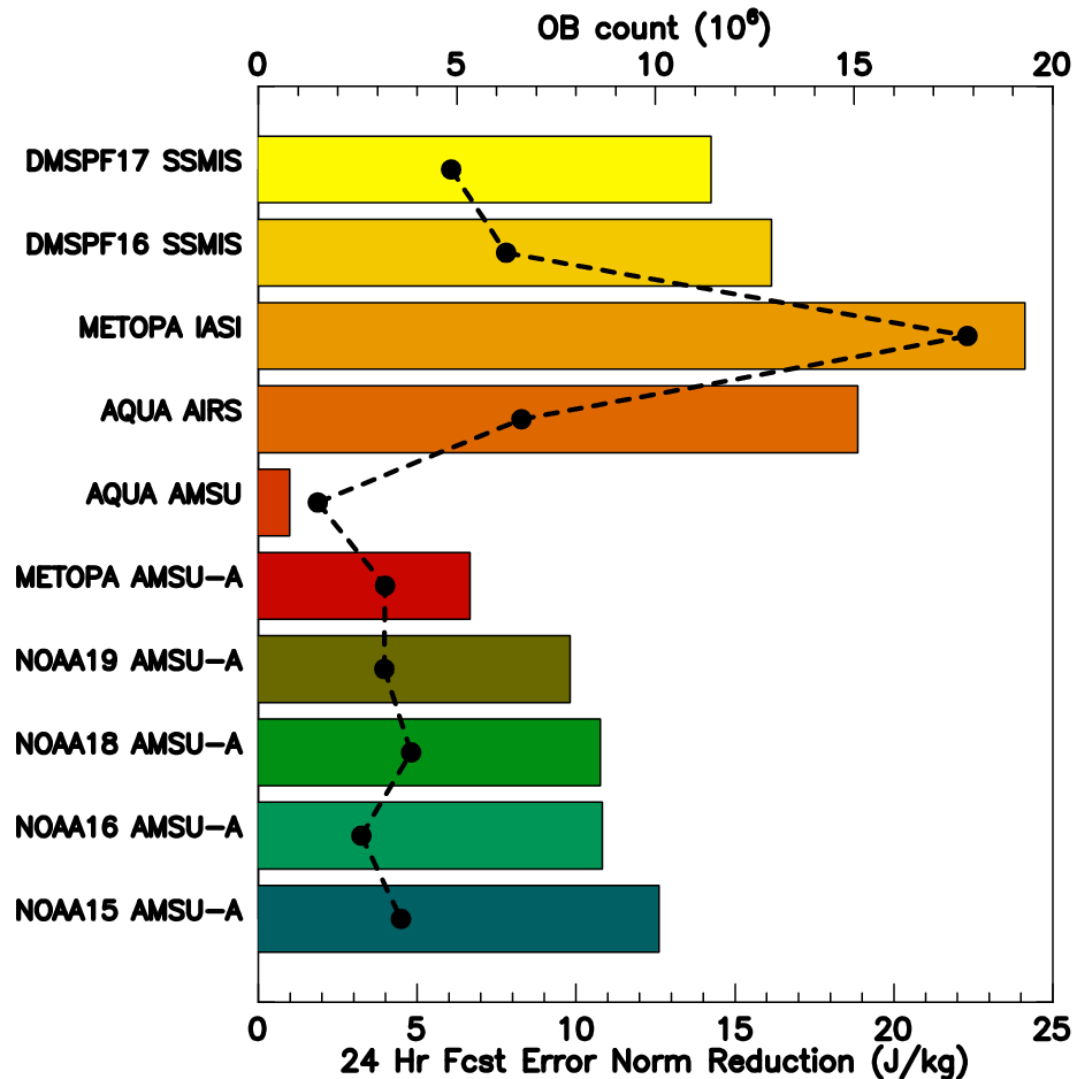 OB count (10⁶)
0 5 10 15 20
DMSPF17 SSMIS
DMSPF16 SSMIS
METOPA IASI
AQUA AIRS
AQUA AMSU
METOPA AMSU-A
NOAA19 AMSU-A
NOAA18 AMSU-A
NOAA16 AMSU-A
NOAA15 AMSU-A
0 5 10 15 20 25
24 Hr Fcst Error Norm Reduction (J/kg)